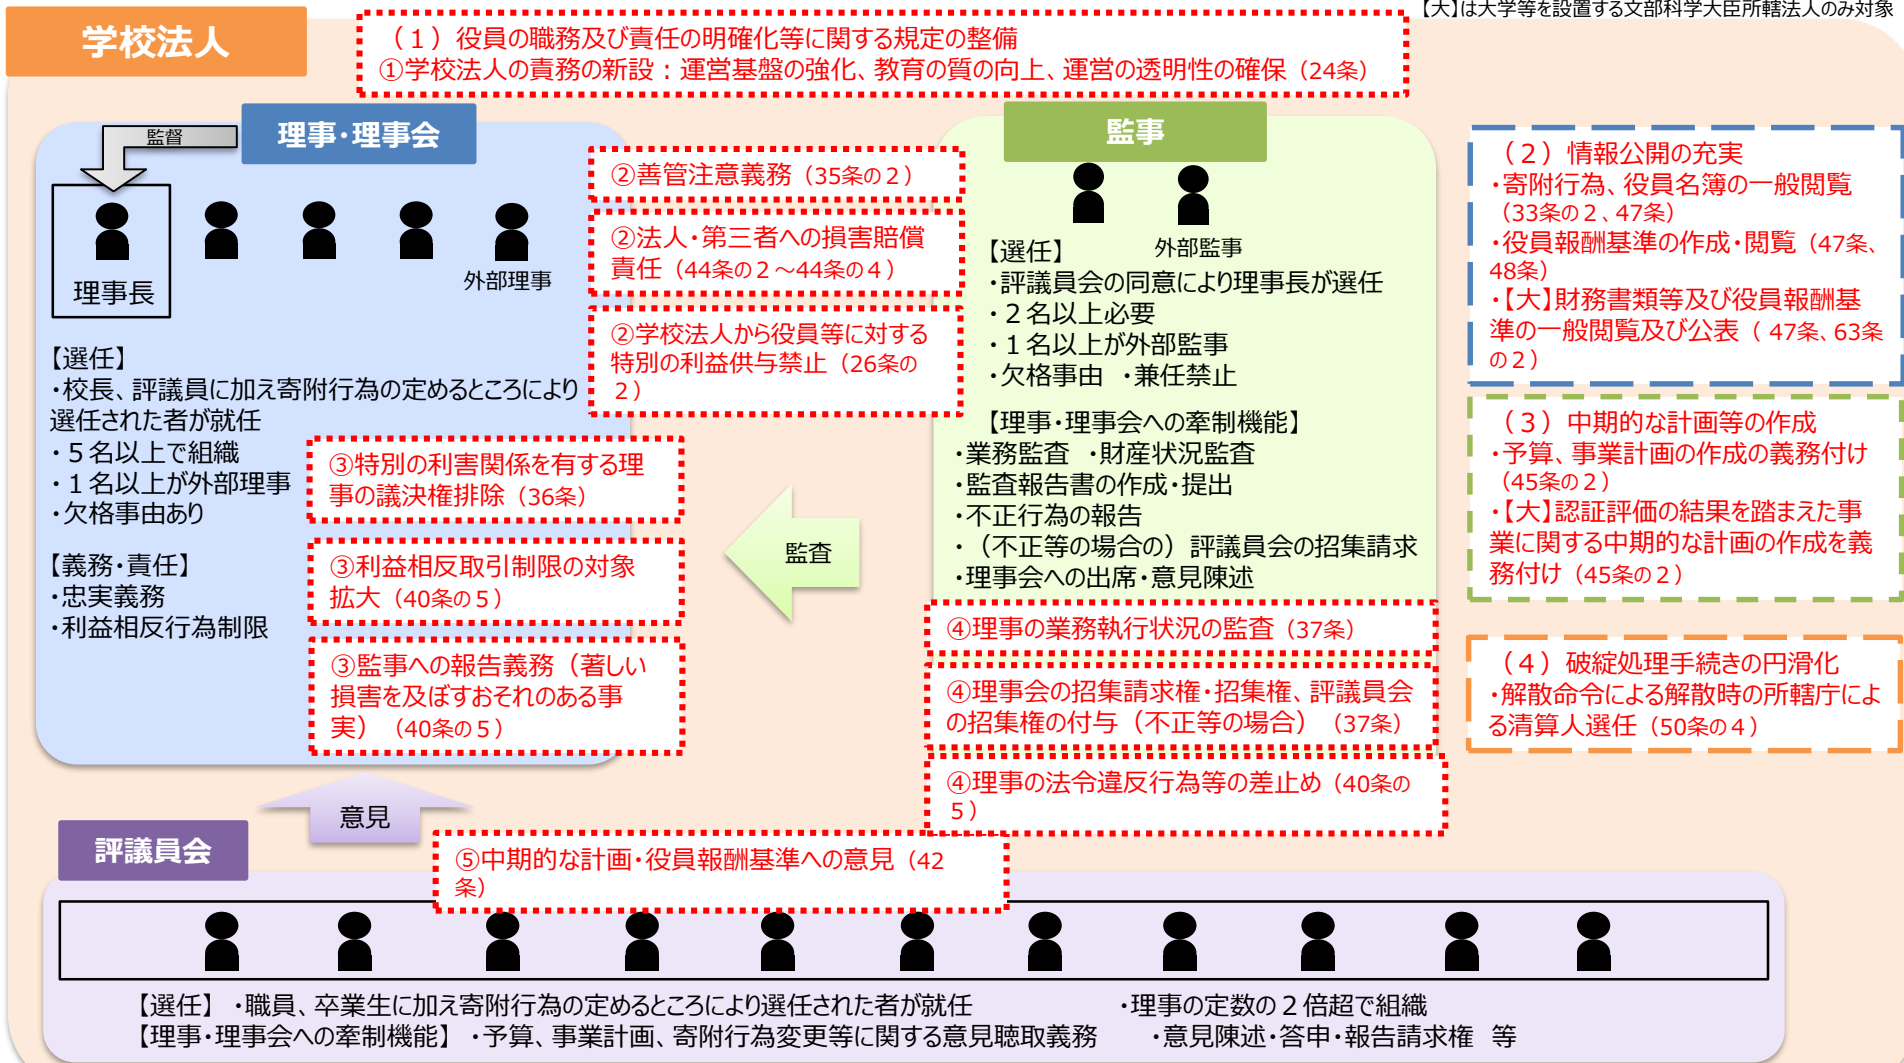 【大】は大学等を設置する文部科学大臣所轄法人のみ対象
学校法人
（１）役員の職務及び責任の明確化等に関する規定の整備
①学校法人の責務の新設：運営基盤の強化、教育の質の向上、運営の透明性の確保（24条）
理事・理事会
監督
理事長
外部理事
【選任】
・校長、評議員に加え寄附行為の定めるところにより
選任された者が就任
・５名以上で組織
・１名以上が外部理事
・欠格事由あり
【義務・責任】
・忠実義務
・利益相反行為制限
②善管注意義務（35条の２）
②法人・第三者への損害賠償
責任（44条の２～44条の４）
②学校法人から役員等に対する
特別の利益供与禁止（26条の
２）
③特別の利害関係を有する理
事の議決権排除（36条）
③利益相反取引制限の対象
拡大（40条の５）
③監事への報告義務（著しい
損害を及ぼすおそれのある事
実）（40条の５）
監査
監事
外部監事
【選任】
・評議員会の同意により理事長が選任
・２名以上必要
・１名以上が外部監事
・欠格事由　・兼任禁止
【理事・理事会への牽制機能】
・業務監査　・財産状況監査
・監査報告書の作成・提出
・不正行為の報告
・（不正等の場合の）評議員会の招集請求
・理事会への出席・意見陳述
④理事の業務執行状況の監査（37条）
④理事会の招集請求権・招集権、評議員会
の招集権の付与（不正等の場合）（37条）
④理事の法令違反行為等の差止め（40条の
５）
（２）情報公開の充実
・寄附行為、役員名簿の一般閲覧
（33条の２、47条）
・役員報酬基準の作成・閲覧（47条、
48条）
・【大】財務書類等及び役員報酬基
準の一般閲覧及び公表（ 47条、63条
の２）
（３）中期的な計画等の作成
・予算、事業計画の作成の義務付け
（45条の２）
・【大】認証評価の結果を踏まえた事
業に関する中期的な計画の作成を義
務付け（45条の２）
（４）破綻処理手続きの円滑化
・解散命令による解散時の所轄庁によ
る清算人選任（50条の４）
意見
評議員会
⑤中期的な計画・役員報酬基準への意見（42
条）
【選任】・職員、卒業生に加え寄附行為の定めるところにより選任された者が就任　・理事の定数の２倍超で組織
【理事・理事会への牽制機能】・予算、事業計画、寄附行為変更等に関する意見聴取義務　・意見陳述・答申・報告請求権　等